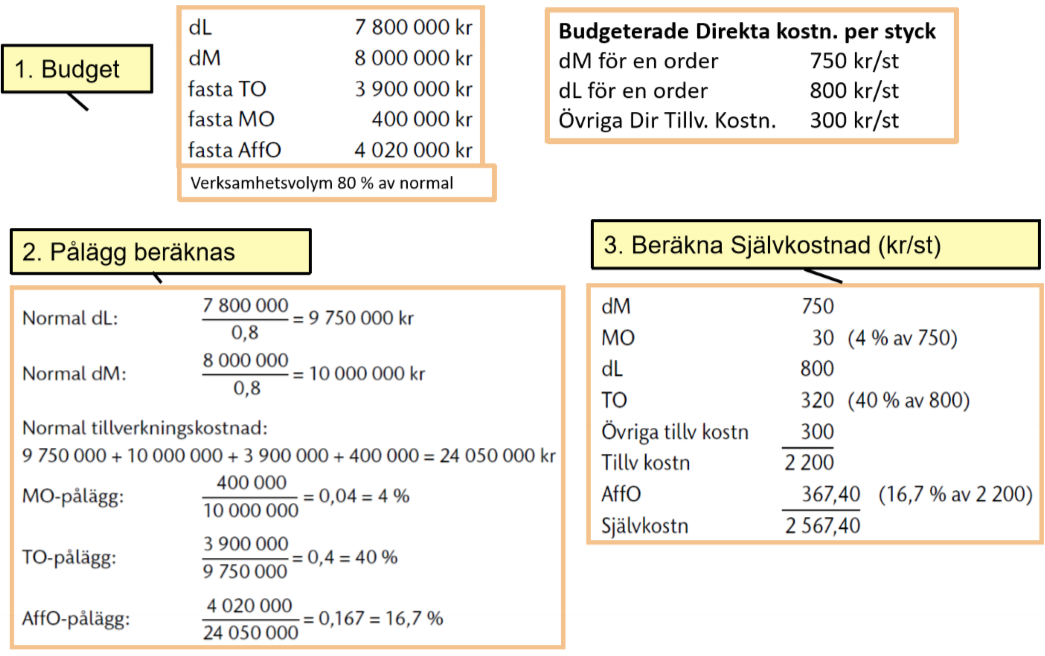 1. Budget
dL 7 800 000 kr
dM 8 000 000 kr
fasta TO 3 900 000 kr
fasta MO 400 000 kr
fasta AffO 4 020 000 kr
Verksamhetsvolym 80 % av normal
Budgeterade Direkta kostn. per styck
dM för en order 750 kr/st
dL för en order 800 kr/st
Övriga Dir Tillv. Kostn. 300 kr/st
2. Pålägg beräknas
Normal dL: 7 800 000 / 0,8 = 9 750 000 kr
Normal dM: 8 000 000 / 0,8 = 10 000 000 kr
Normal tillverkningskostnad:
9 750 000 + 10 000 000 + 3 900 000 + 400 000 = 24 050 000 kr
MO-pålägg: 400 000 / 10 000 000 = 0,04 = 4 %
TO-pålägg: 3 900 000 / 9 750 000 = 0,4 = 40 %
AffO-pålägg: 4 020 000 / 24 050 000 = 0,167 = 16,7 %
3. Beräkna Självkostnad (kr/st)
dM 750
MO 30 (4 % av 750)
dL 800
TO 320 (40 % av 800)
Övriga tillv kostn 300
Tillv kostn 2 200
AffO 367,40 (16,7 % av 2 200)
Självkostn 2 567,40